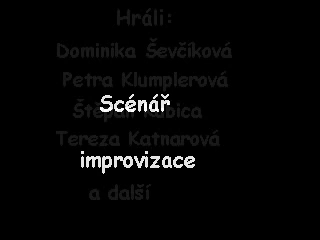 Hráli:
Dominika Ševčíková
Petra Klumplerová
Scénář
Štěpán Kubica
Tereza Katnarová
improvizace
a další